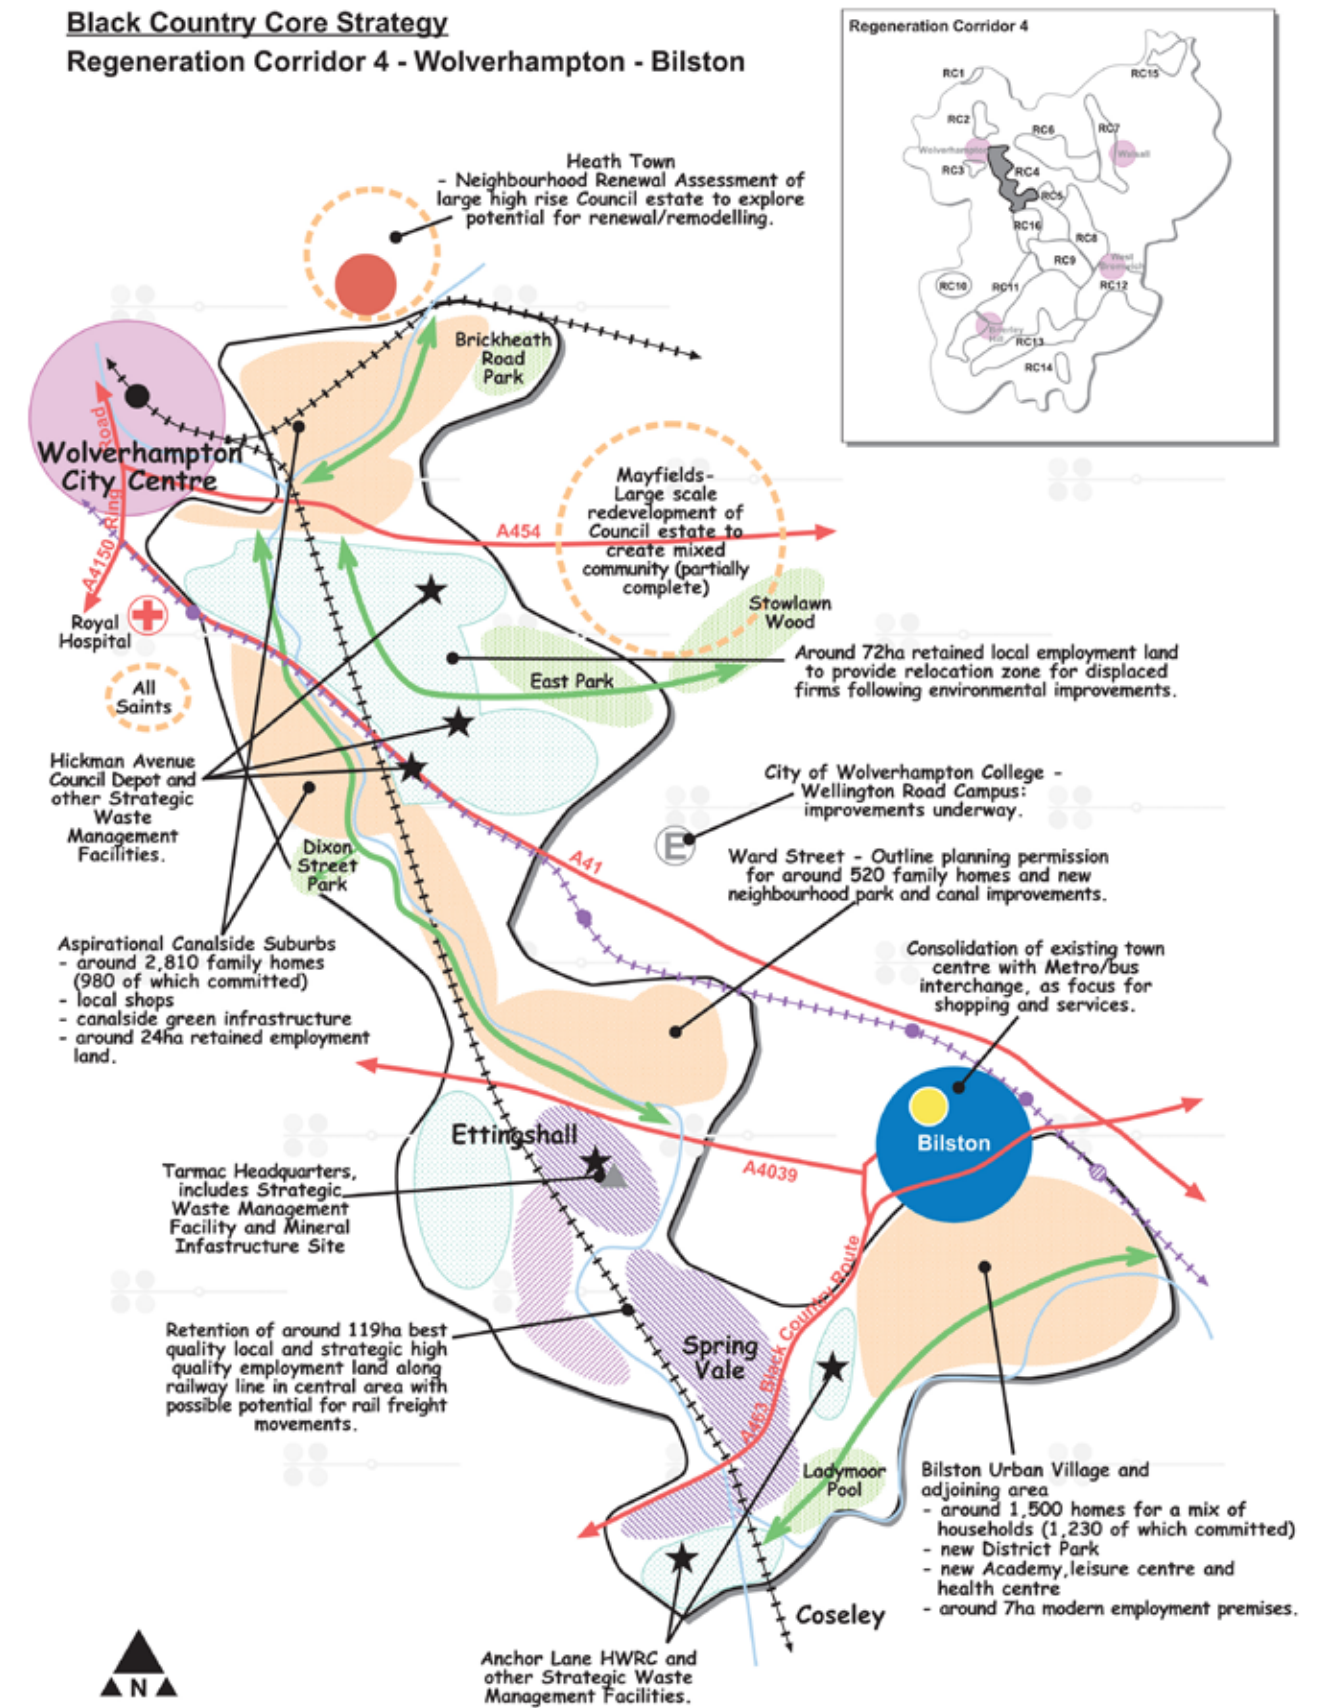 Black Country Core Strategy
Regeneration Corridor 4 - Wolverhampton - Bilston
Regeneration Corridor 4
RC1
RC15
RC2
RC6
RC7
Wolverhampton
Walsall
RC3
RC4
RC5
RC16
RC8
RC9
West
Bromwich
RC10
RC11
RC12
Brierley
Hill
RC13
RC14
Heath Town
- Neighbourhood Renewal Assessment of
large high rise Council estate to explore
potential for renewal/remodelling.
Brickheath
Road
Park
Wolverhampton
City Centre
A4150 Ring Road
A454
Mayfields-
Large scale
redevelopment of
Council estate to
create mixed
community (partially
complete)
Stowlawn
Wood
Royal
Hospital
East Park
Around 72ha retained local employment land
to provide relocation zone for displaced
firms following environmental improvements.
All
Saints
Hickman Avenue
Council Depot and
other Strategic
Waste
Management
Facilities.
City of Wolverhampton College -
Wellington Road Campus:
improvements underway.
E
A41
Dixon
Street
Park
Ward Street - Outline planning permission
for around 520 family homes and new
neighbourhood park and canal improvements.
Aspirational Canalside Suburbs
- around 2,810 family homes
(980 of which committed)
- local shops
- canalside green infrastructure
- around 24ha retained employment
land.
Consolidation of existing town
centre with Metro/bus
interchange, as focus for
shopping and services.
Ettingshall
Bilston
A4039
Tarmac Headquarters,
includes Strategic
Waste Management
Facility and Mineral
Infastructure Site
A463 Black Country Route
Retention of around 119ha best
quality local and strategic high
quality employment land along
railway line in central area with
possible potential for rail freight
movements.
Spring
Vale
Ladymoor
Pool
Bilston Urban Village and
adjoining area
- around 1,500 homes for a mix of
households (1,230 of which committed)
- new District Park
- new Academy,leisure centre and
health centre
- around 7ha modern employment premises.
Coseley
Anchor Lane HWRC and
other Strategic Waste
Management Facilities.
N